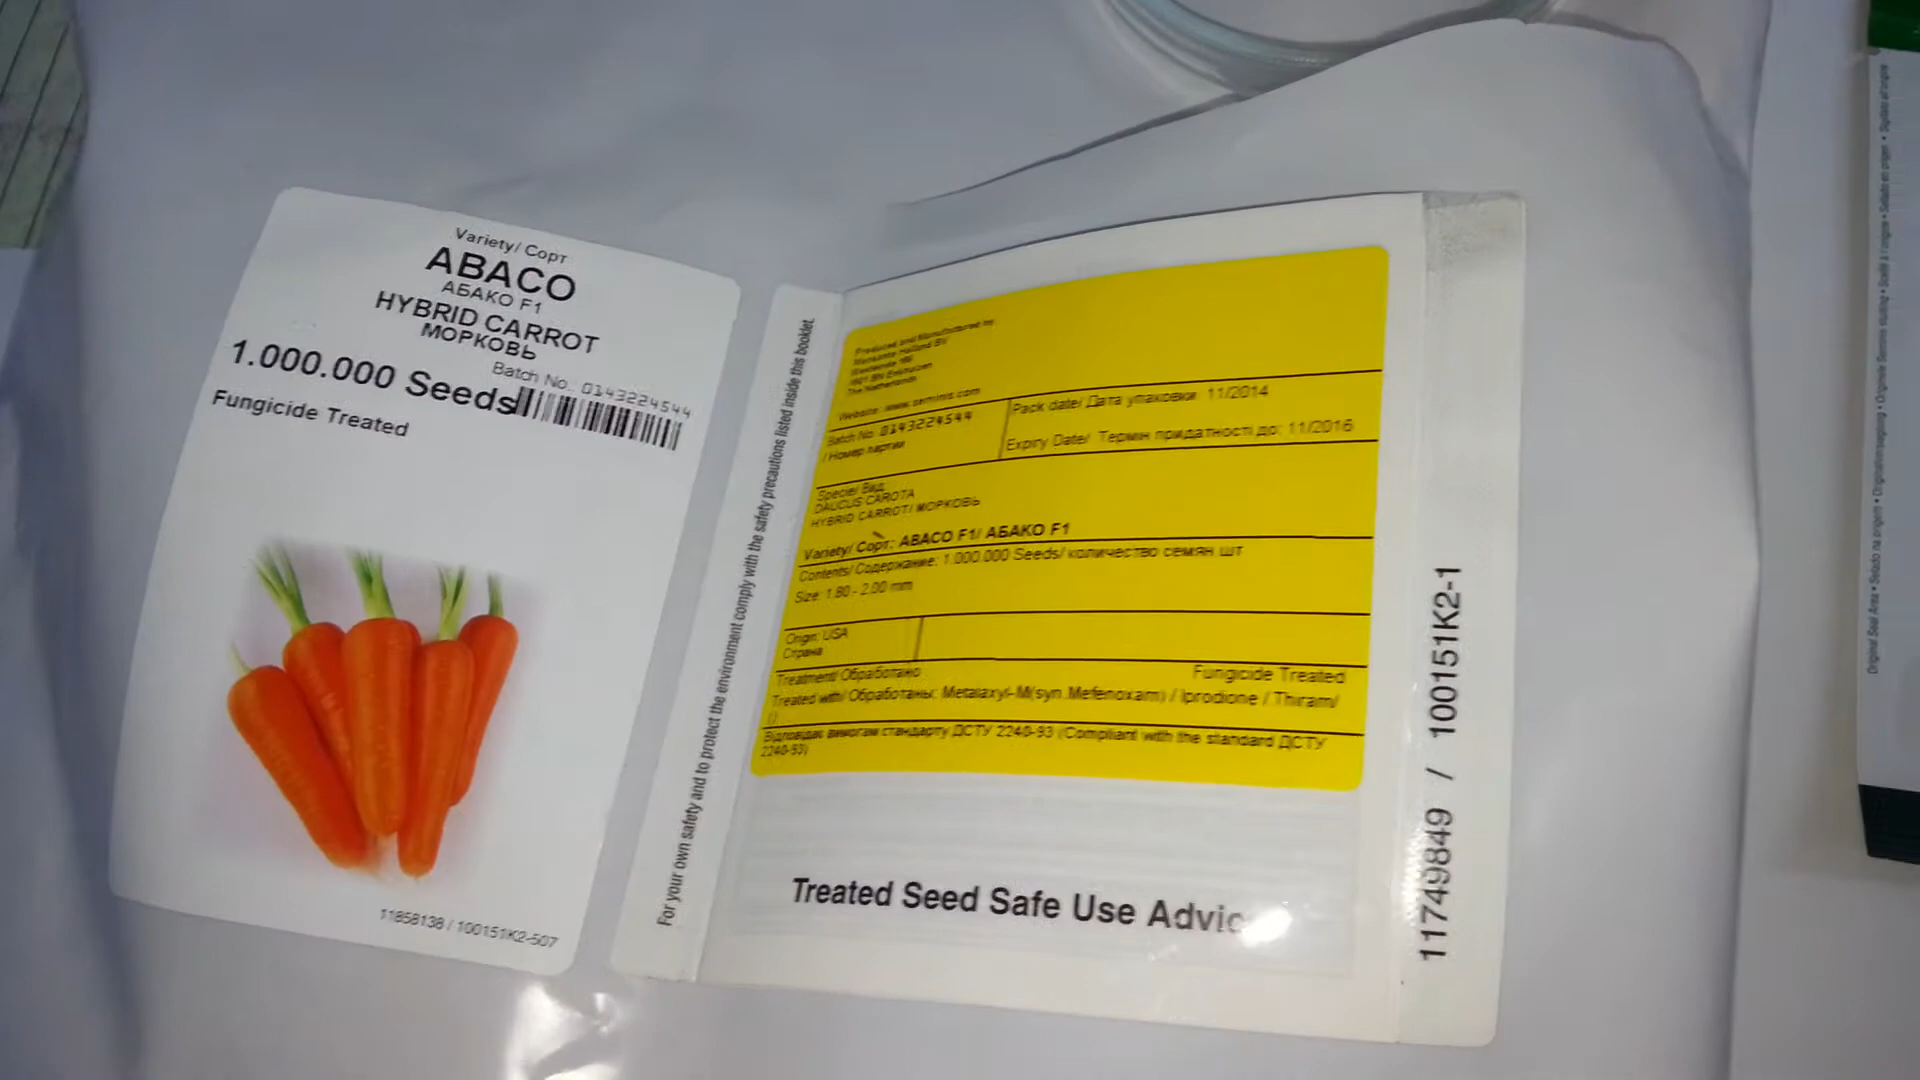 Variety/ Сорт
ABACO
АБАКО F1
HYBRID CARROT
МОРКОВЬ
Batch No.: 0143224544
1.000.000 Seeds
Fungicide Treated
11858138 / 100151K2-507
For your own safety and to protect the environment comply with the safety precautions listed inside this booklet.
Produced and Manufactured by
Monsanto Holland BV
Westeinde 
1601 BN Enkhuizen
The Netherlands
Website: www.seminis.com
Batch No. 0143224544
/ Номер партии
Pack date/ Дата упаковки 11/2014
Expiry Date/ Термін придатності до: 11/2016
Specie/ Вид
DAUCUS CAROTA
HYBRID CARROT/ МОРКОВЬ
Variety/ Сорт: ABACO F1/ АБАКО F1
Contents/ Содержание: 1.000.000 Seeds/ количество семян шт
Size: 1.80 - 2.00 mm
Origin: USA
Страна
Treatment/ Обработано
Fungicide Treated
Treated with/ Обработаны: Metalaxyl-M(syn.Mefenoxam) / Iprodione / Thiram/
()
Відповідає вимогам стандарту ДСТУ 2240-93 (Compliant with the standard ДСТУ
2240-93)
Treated Seed Safe Use
11749849 / 100151K2-1